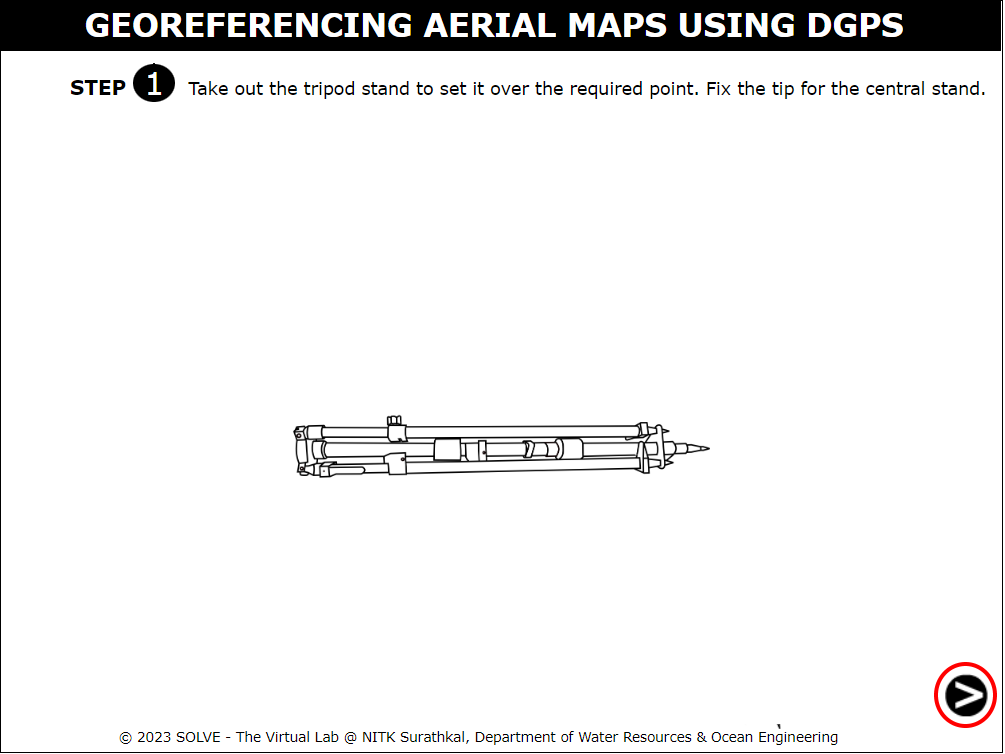 GEOREFERENCING AERIAL MAPS USING DGPS
STEP 1 Take out the tripod stand to set it over the required point. Fix the tip for the central stand.
© 2023 SOLVE - The Virtual Lab @ NITK Surathkal, Department of Water Resources & Ocean Engineering